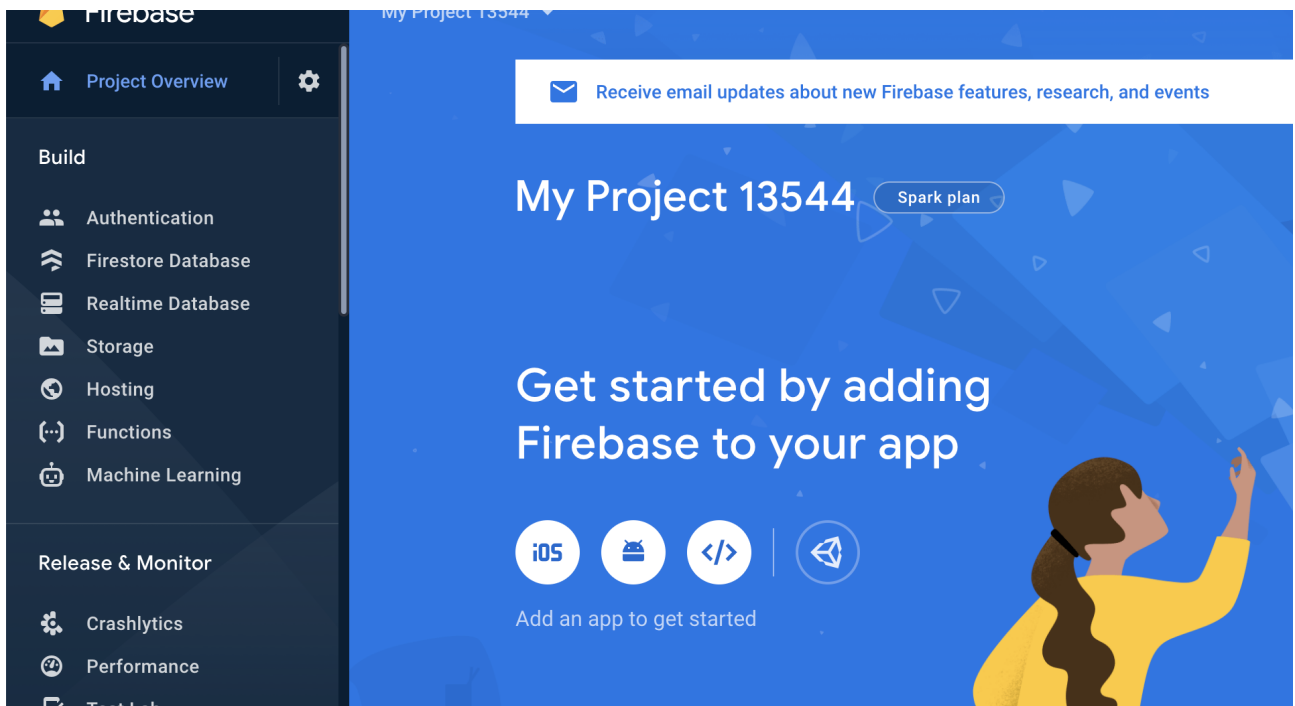 Firebase
My Project 13544
Project Overview
Receive email updates about new Firebase features, research, and events
Build
Authentication
Firestore Database
Realtime Database
Storage
Hosting
Functions
Machine Learning
Release & Monitor
Crashlytics
Performance
Test Lab
My Project 13544
Spark plan
Get started by adding
Firebase to your app
iOS
</>
Add an app to get started